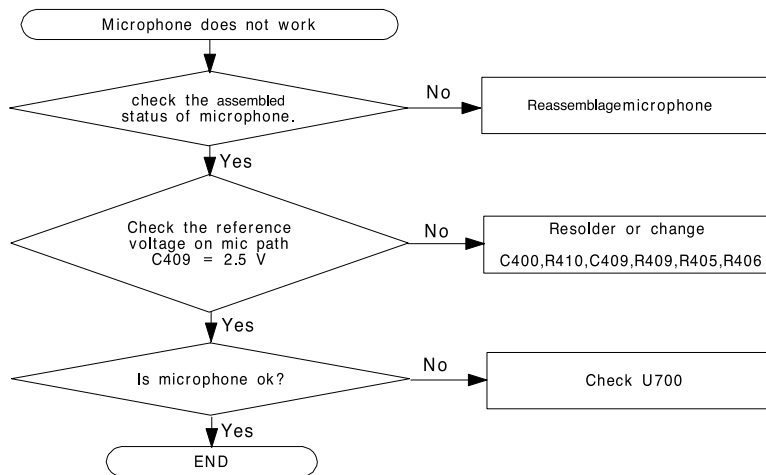 Microphone does not work
check the assembled
status of microphone.
No
Reassemblagemicrophone
Yes
Check the reference
voltage on mic path
C409 = 2.5 V
No
Resolder or change
C400,R410,C409,R409,R405,R406
Yes
Is microphone ok?
No
Check U700
Yes
END